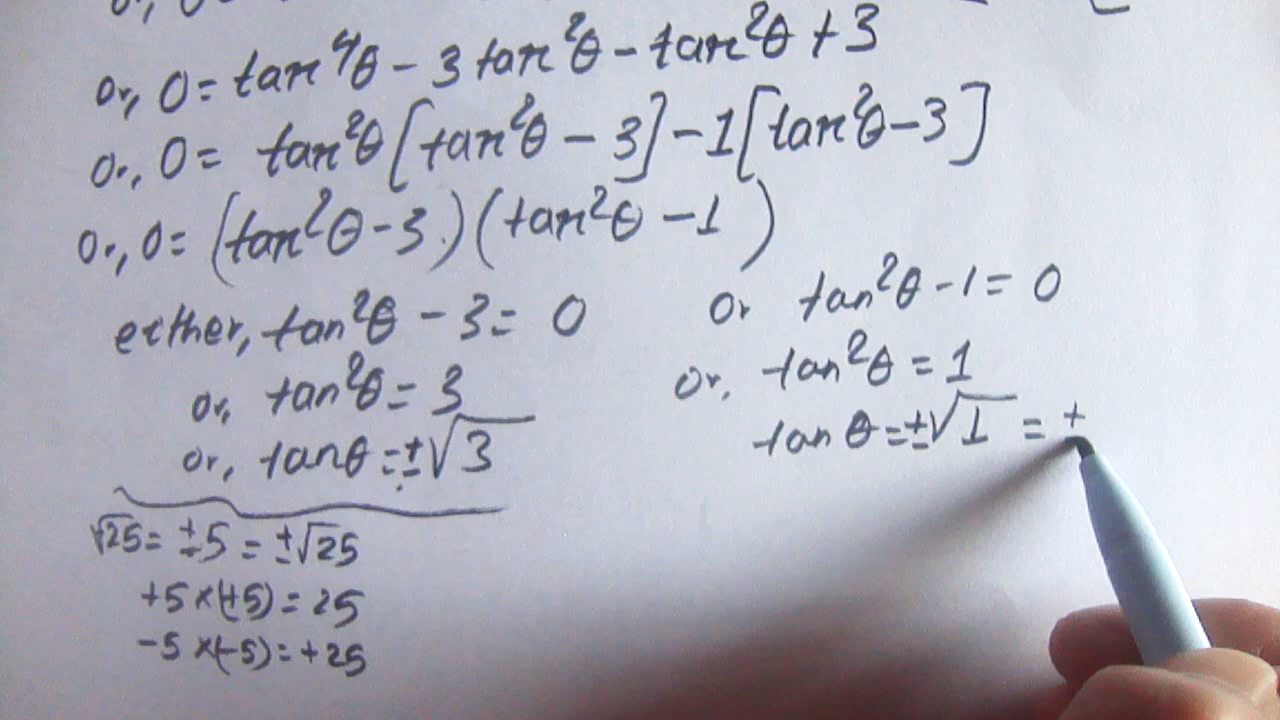 or, 0 = tan⁴θ - 3 tan²θ - tan²θ + 3
or, 0 = tan²θ [tan²θ - 3] - 1 [tan²θ - 3]
or, 0 = (tan²θ - 3.) (tan²θ - 1)
either, tan²θ - 3 = 0
or, tan²θ = 3
or, tanθ = ±√3
Or tan²θ - 1 = 0
or, tan²θ = 1
tan θ = ±√1 = +
√25 = ±5 = ±√25
+5 × (+5) = 25
-5 × (-5) = +25